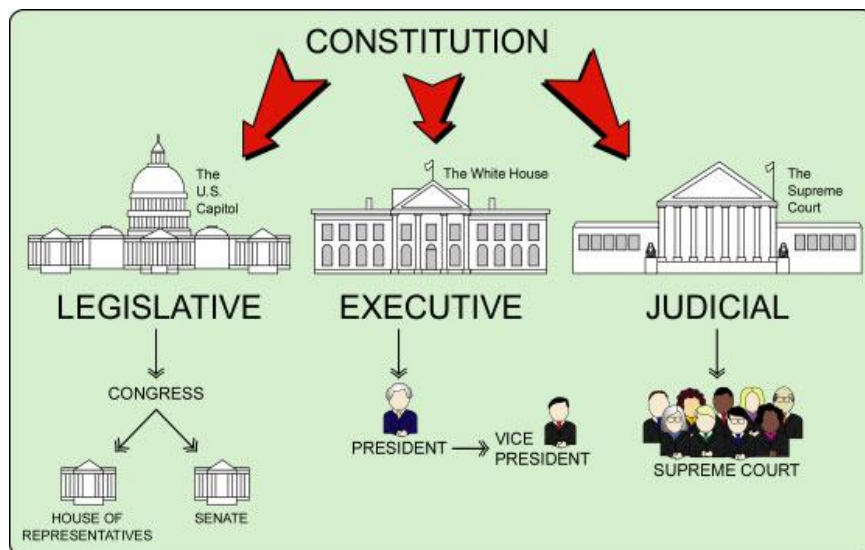 CONSTITUTION
The
U.S.
Capitol
The White House
The
Supreme
Court
LEGISLATIVE
EXECUTIVE
JUDICIAL
CONGRESS
PRESIDENT
VICE
PRESIDENT
SUPREME COURT
HOUSE OF
REPRESENTATIVES
SENATE